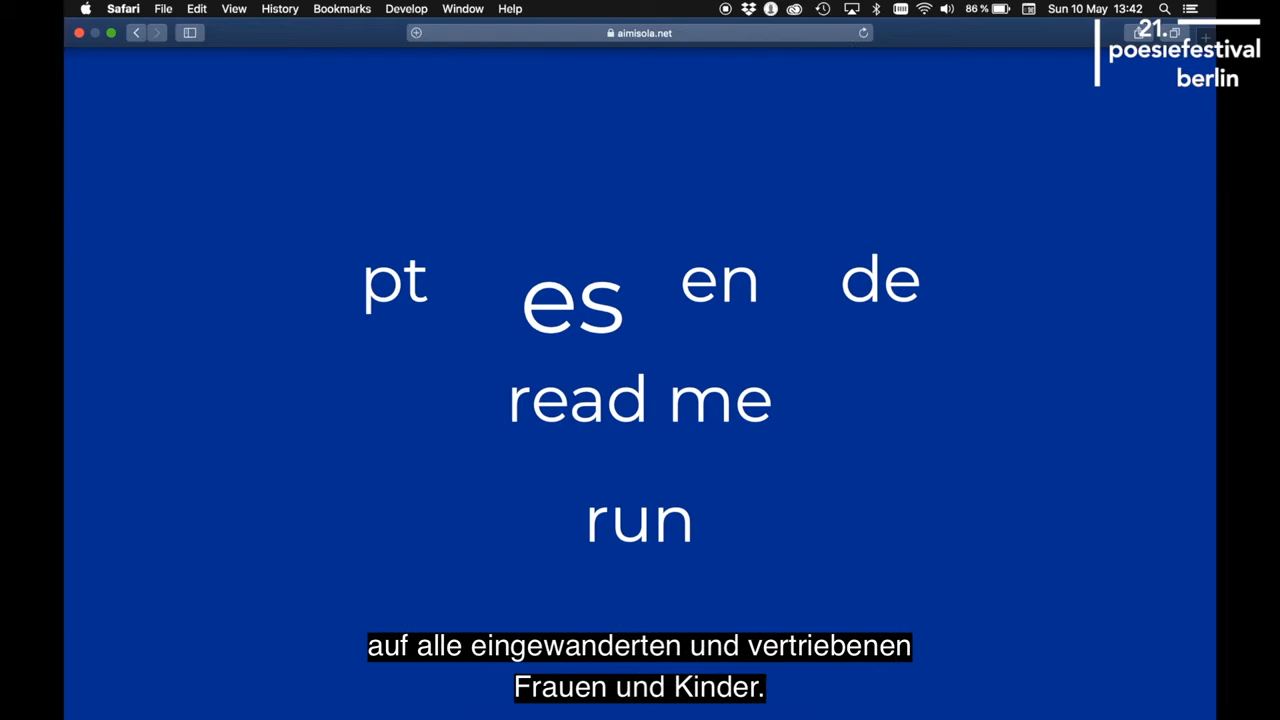 Safari File Edit View History Bookmarks Develop Window Help 86 % Sun 10 May 13:42
aimisola.net
21.
poesiefestival
berlin
pt es en de
read me
run
auf alle eingewanderten und vertriebenen
Frauen und Kinder.